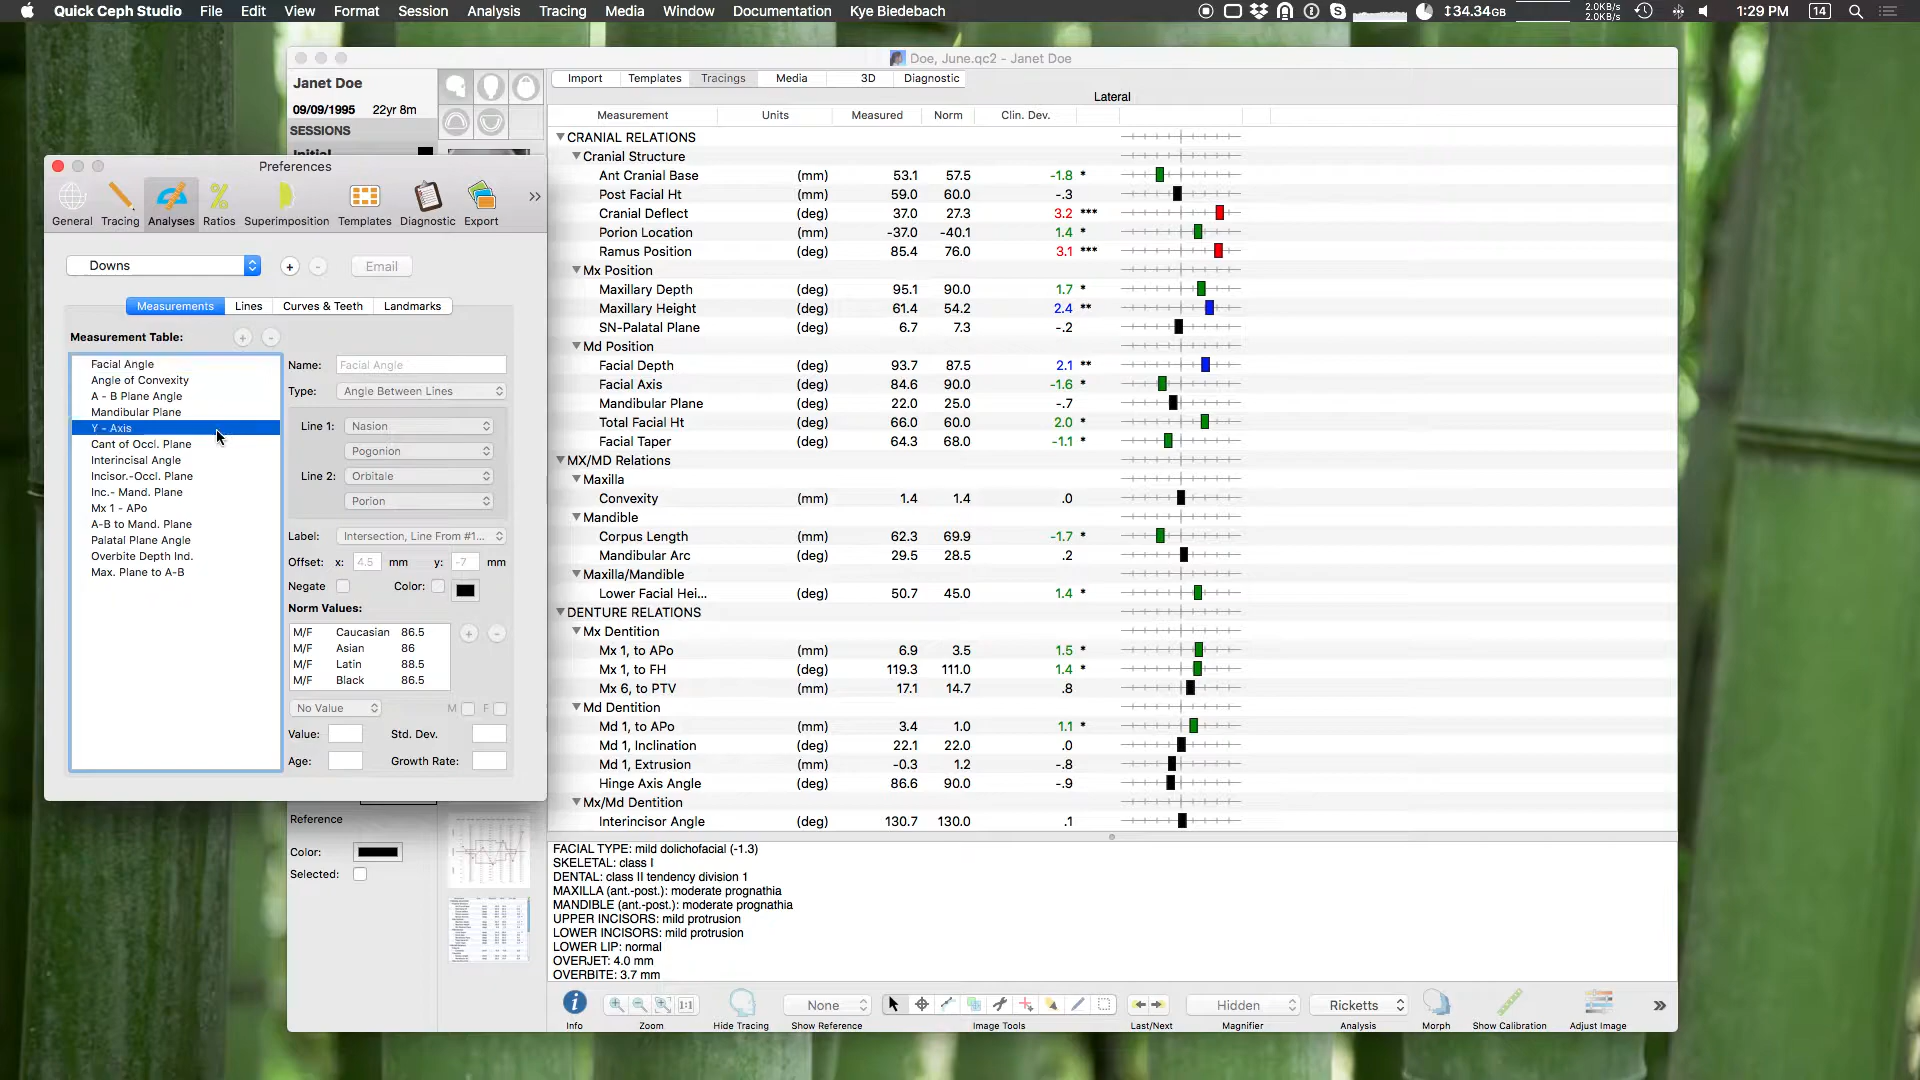 Quick Ceph Studio File Edit View Format Session Analysis Tracing Media Window Documentation Kye Biedebach 34.34GB 2.0KB/s 2.0KB/s 1:29 PM 14
Doe, June.qc2 - Janet Doe
Janet Doe
09/09/1995 22yr 8m
SESSIONS
Initial
Import Templates Tracings Media 3D Diagnostic
Lateral
Measurement Units Measured Norm Clin. Dev.
CRANIAL RELATIONS
Cranial Structure
Ant Cranial Base (mm) 53.1 57.5 -1.8 *
Post Facial Ht (mm) 59.0 60.0 -.3
Cranial Deflect (deg) 37.0 27.3 3.2 ***
Porion Location (mm) -37.0 -40.1 1.4 *
Ramus Position (deg) 85.4 76.0 3.1 ***
Mx Position
Maxillary Depth (deg) 95.1 90.0 1.7 *
Maxillary Height (deg) 61.4 54.2 2.4 **
SN-Palatal Plane (deg) 6.7 7.3 -.2
Md Position
Facial Depth (deg) 93.7 87.5 2.1 **
Facial Axis (deg) 84.6 90.0 -1.6 *
Mandibular Plane (deg) 22.0 25.0 -.7
Total Facial Ht (deg) 66.0 60.0 2.0 *
Facial Taper (deg) 64.3 68.0 -1.1 *
MX/MD Relations
Maxilla
Convexity (mm) 1.4 1.4 .0
Mandible
Corpus Length (mm) 62.3 69.9 -1.7 *
Mandibular Arc (deg) 29.5 28.5 .2
Maxilla/Mandible
Lower Facial Hei... (deg) 50.7 45.0 1.4 *
DENTURE RELATIONS
Mx Dentition
Mx 1, to APo (mm) 6.9 3.5 1.5 *
Mx 1, to FH (deg) 119.3 111.0 1.4 *
Mx 6, to PTV (mm) 17.1 14.7 .8
Md Dentition
Md 1, to APo (mm) 3.4 1.0 1.1 *
Md 1, Inclination (deg) 22.1 22.0 .0
Md 1, Extrusion (mm) -0.3 1.2 -.8
Hinge Axis Angle (deg) 86.6 90.0 -.9
Mx/Md Dentition
Interincisor Angle (deg) 130.7 130.0 .1
FACIAL TYPE: mild dolichofacial (-1.3)
SKELETAL: class I
DENTAL: class II tendency division 1
MAXILLA (ant.-post.): moderate prognathia
MANDIBLE (ant.-post.): moderate prognathia
UPPER INCISORS: mild protrusion
LOWER INCISORS: mild protrusion
LOWER LIP: normal
OVERJET: 4.0 mm
OVERBITE: 3.7 mm
1:1 None Hidden Ricketts
Info Zoom Hide Tracing Show Reference Image Tools Last/Next Magnifier Analysis Morph Show Calibration Adjust Image
Preferences
General Tracing Analyses Ratios Superimposition Templates Diagnostic Export
Downs + - Email
Measurements Lines Curves & Teeth Landmarks
Measurement Table: + -
Facial Angle
Angle of Convexity
A - B Plane Angle
Mandibular Plane
Y - Axis
Cant of Occl. Plane
Interincisal Angle
Incisor.-Occl. Plane
Inc.- Mand. Plane
Mx 1 - APo
A-B to Mand. Plane
Palatal Plane Angle
Overbite Depth Ind.
Max. Plane to A-B
Name: Facial Angle
Type: Angle Between Lines
Line 1: Nasion
Pogonion
Line 2: Orbitale
Porion
Label: Intersection, Line From #1...
Offset: x: 4.5 mm y: -7 mm
Negate Color:
Norm Values:
M/F Caucasian 86.5
M/F Asian 86
M/F Latin 88.5
M/F Black 86.5
+ -
No Value M F
Value: Std. Dev.
Age: Growth Rate:
Reference
Color:
Selected: